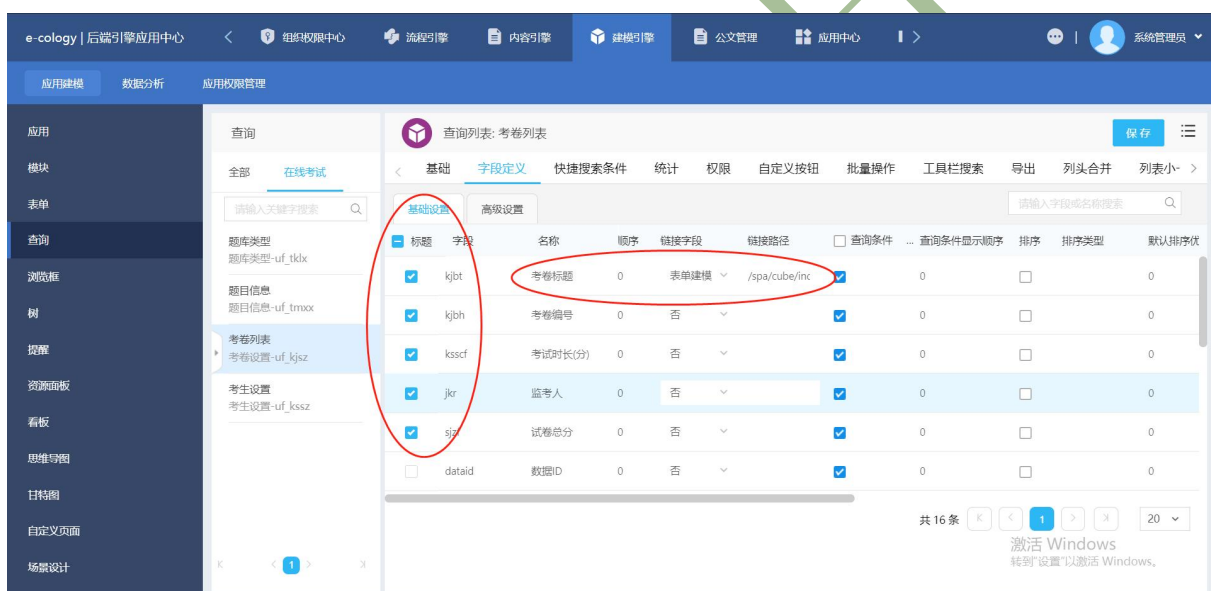 e-cology | 后端引擎应用中心 组织权限中心 流程引擎 内容引擎 建模引擎 公文管理 应用中心 系统管理员
应用建模 数据分析 应用权限管理
应用
模块
表单
查询
浏览框
树
提醒
资源面板
看板
思维导图
甘特图
自定义页面
场景设计
查询
全部 在线考试
请输入关键字搜索
题库类型
题库类型-uf_tklx
题目信息
题目信息-uf_tmxx
考卷列表
考卷设置-uf_kjsz
考生设置
考生设置-uf_kssz
1
查询列表: 考卷列表 保存
基础 字段定义 快捷搜索条件 统计 权限 自定义按钮 批量操作 工具栏搜索 导出 列头合并 列表小-
基础设置 高级设置 请输入字段或名称搜索
标题 字段 名称 顺序 链接字段 链接路径 查询条件 ... 查询条件显示顺序 排序 排序类型 默认排序优
kjbt 考卷标题 0 表单建模 /spa/cube/inc 0 0
kjbh 考卷编号 0 否 0 0
ksscf 考试时长(分) 0 否 0 0
jkr 监考人 0 否 0 0
试卷总分 0 否 0 0
dataid 数据ID 0 否 0 0
共 16 条 1 20
激活 Windows
转到"设置"以激活 Windows。